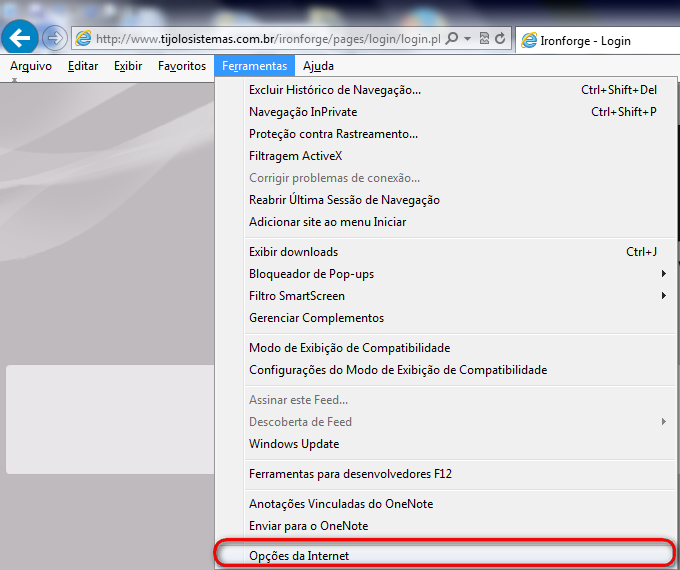 http://www.tijolosistemas.com.br/ironforge/pages/login/login.pl
Ironforge - Login
Arquivo Editar Exibir Favoritos Ferramentas Ajuda
Excluir Histórico de Navegação... Ctrl+Shift+Del
Navegação InPrivate Ctrl+Shift+P
Proteção contra Rastreamento...
Filtragem ActiveX
Corrigir problemas de conexão...
Reabrir Última Sessão de Navegação
Adicionar site ao menu Iniciar
Exibir downloads Ctrl+J
Bloqueador de Pop-ups
Filtro SmartScreen
Gerenciar Complementos
Modo de Exibição de Compatibilidade
Configurações do Modo de Exibição de Compatibilidade
Assinar este Feed...
Descoberta de Feed
Windows Update
Ferramentas para desenvolvedores F12
Anotações Vinculadas do OneNote
Enviar para o OneNote
Opções da Internet